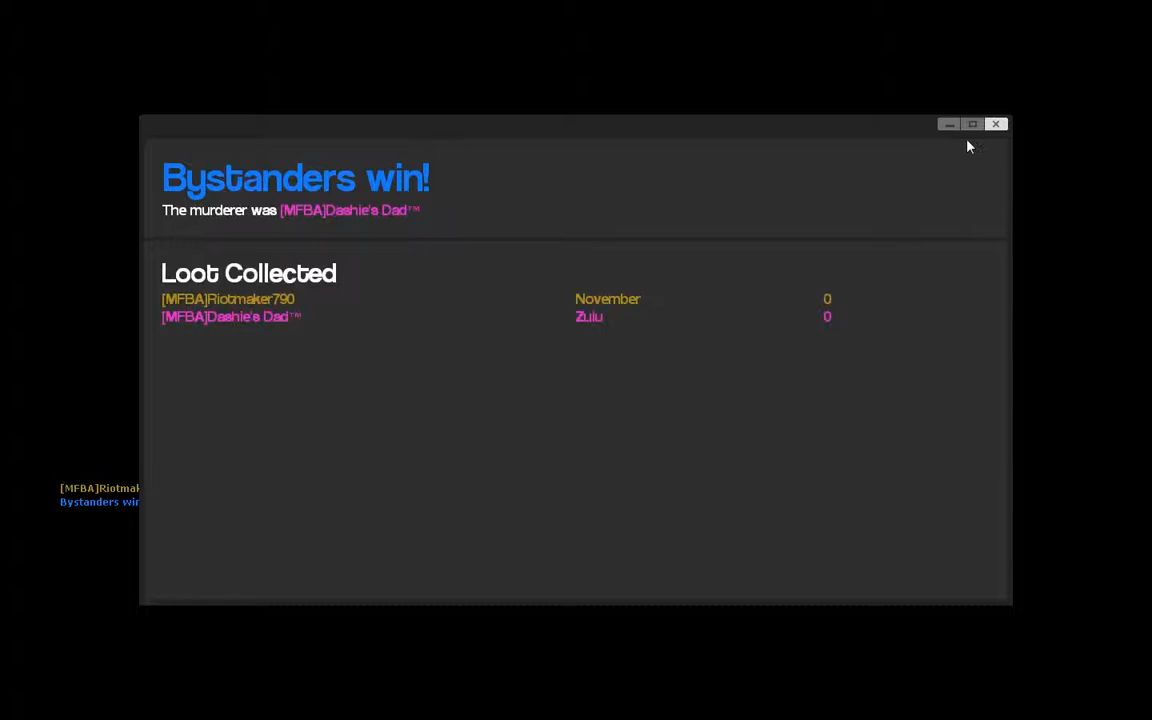 Bystanders win!
The murderer was [MFBA]Dashie's Dad™
Loot Collected
[MFBA]Riotmaker790 November 0
[MFBA]Dashie's Dad™ Zulu 0
[MFBA]Riotmak
Bystanders win